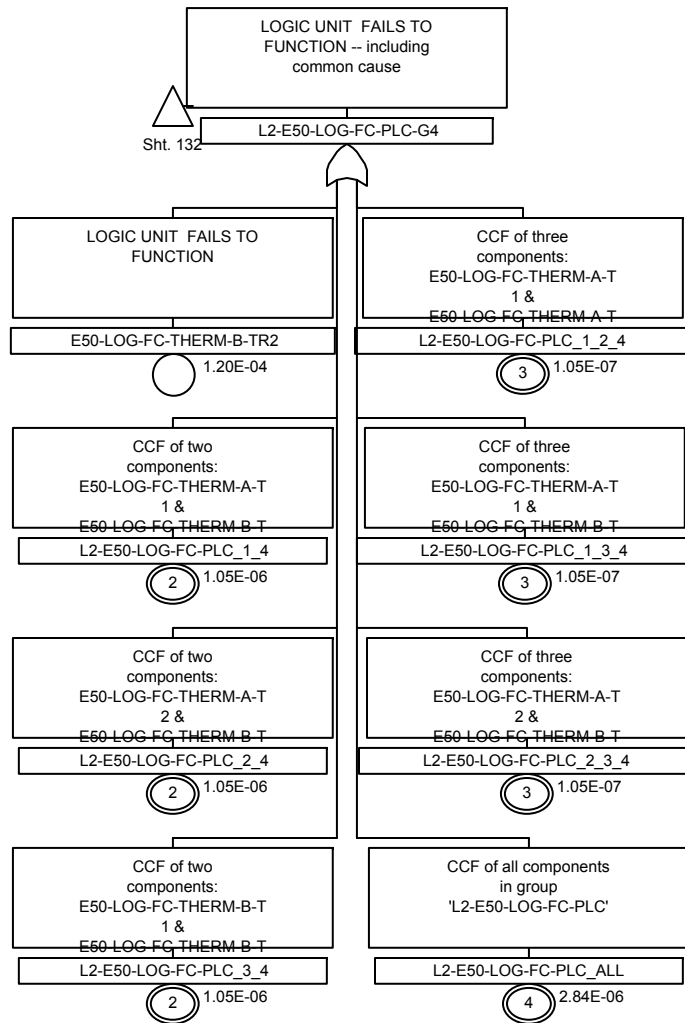 LOGIC UNIT FAILS TO
FUNCTION -- including
common cause
Sht. 132
L2-E50-LOG-FC-PLC-G4
LOGIC UNIT FAILS TO
FUNCTION
E50-LOG-FC-THERM-B-TR2
1.20E-04
CCF of three
components:
E50-LOG-FC-THERM-A-T
1 &
E50-LOG-FC-THERM-A-T
L2-E50-LOG-FC-PLC_1_2_4
3
1.05E-07
CCF of two
components:
E50-LOG-FC-THERM-A-T
1 &
E50-LOG-FC-THERM-B-T
L2-E50-LOG-FC-PLC_1_4
2
1.05E-06
CCF of three
components:
E50-LOG-FC-THERM-A-T
1 &
E50-LOG-FC-THERM-B-T
L2-E50-LOG-FC-PLC_1_3_4
3
1.05E-07
CCF of two
components:
E50-LOG-FC-THERM-A-T
2 &
E50-LOG-FC-THERM-B-T
L2-E50-LOG-FC-PLC_2_4
2
1.05E-06
CCF of three
components:
E50-LOG-FC-THERM-A-T
2 &
E50-LOG-FC-THERM-B-T
L2-E50-LOG-FC-PLC_2_3_4
3
1.05E-07
CCF of two
components:
E50-LOG-FC-THERM-B-T
1 &
E50-LOG-FC-THERM-B-T
L2-E50-LOG-FC-PLC_3_4
2
1.05E-06
CCF of all components
in group
'L2-E50-LOG-FC-PLC'
L2-E50-LOG-FC-PLC_ALL
4
2.84E-06